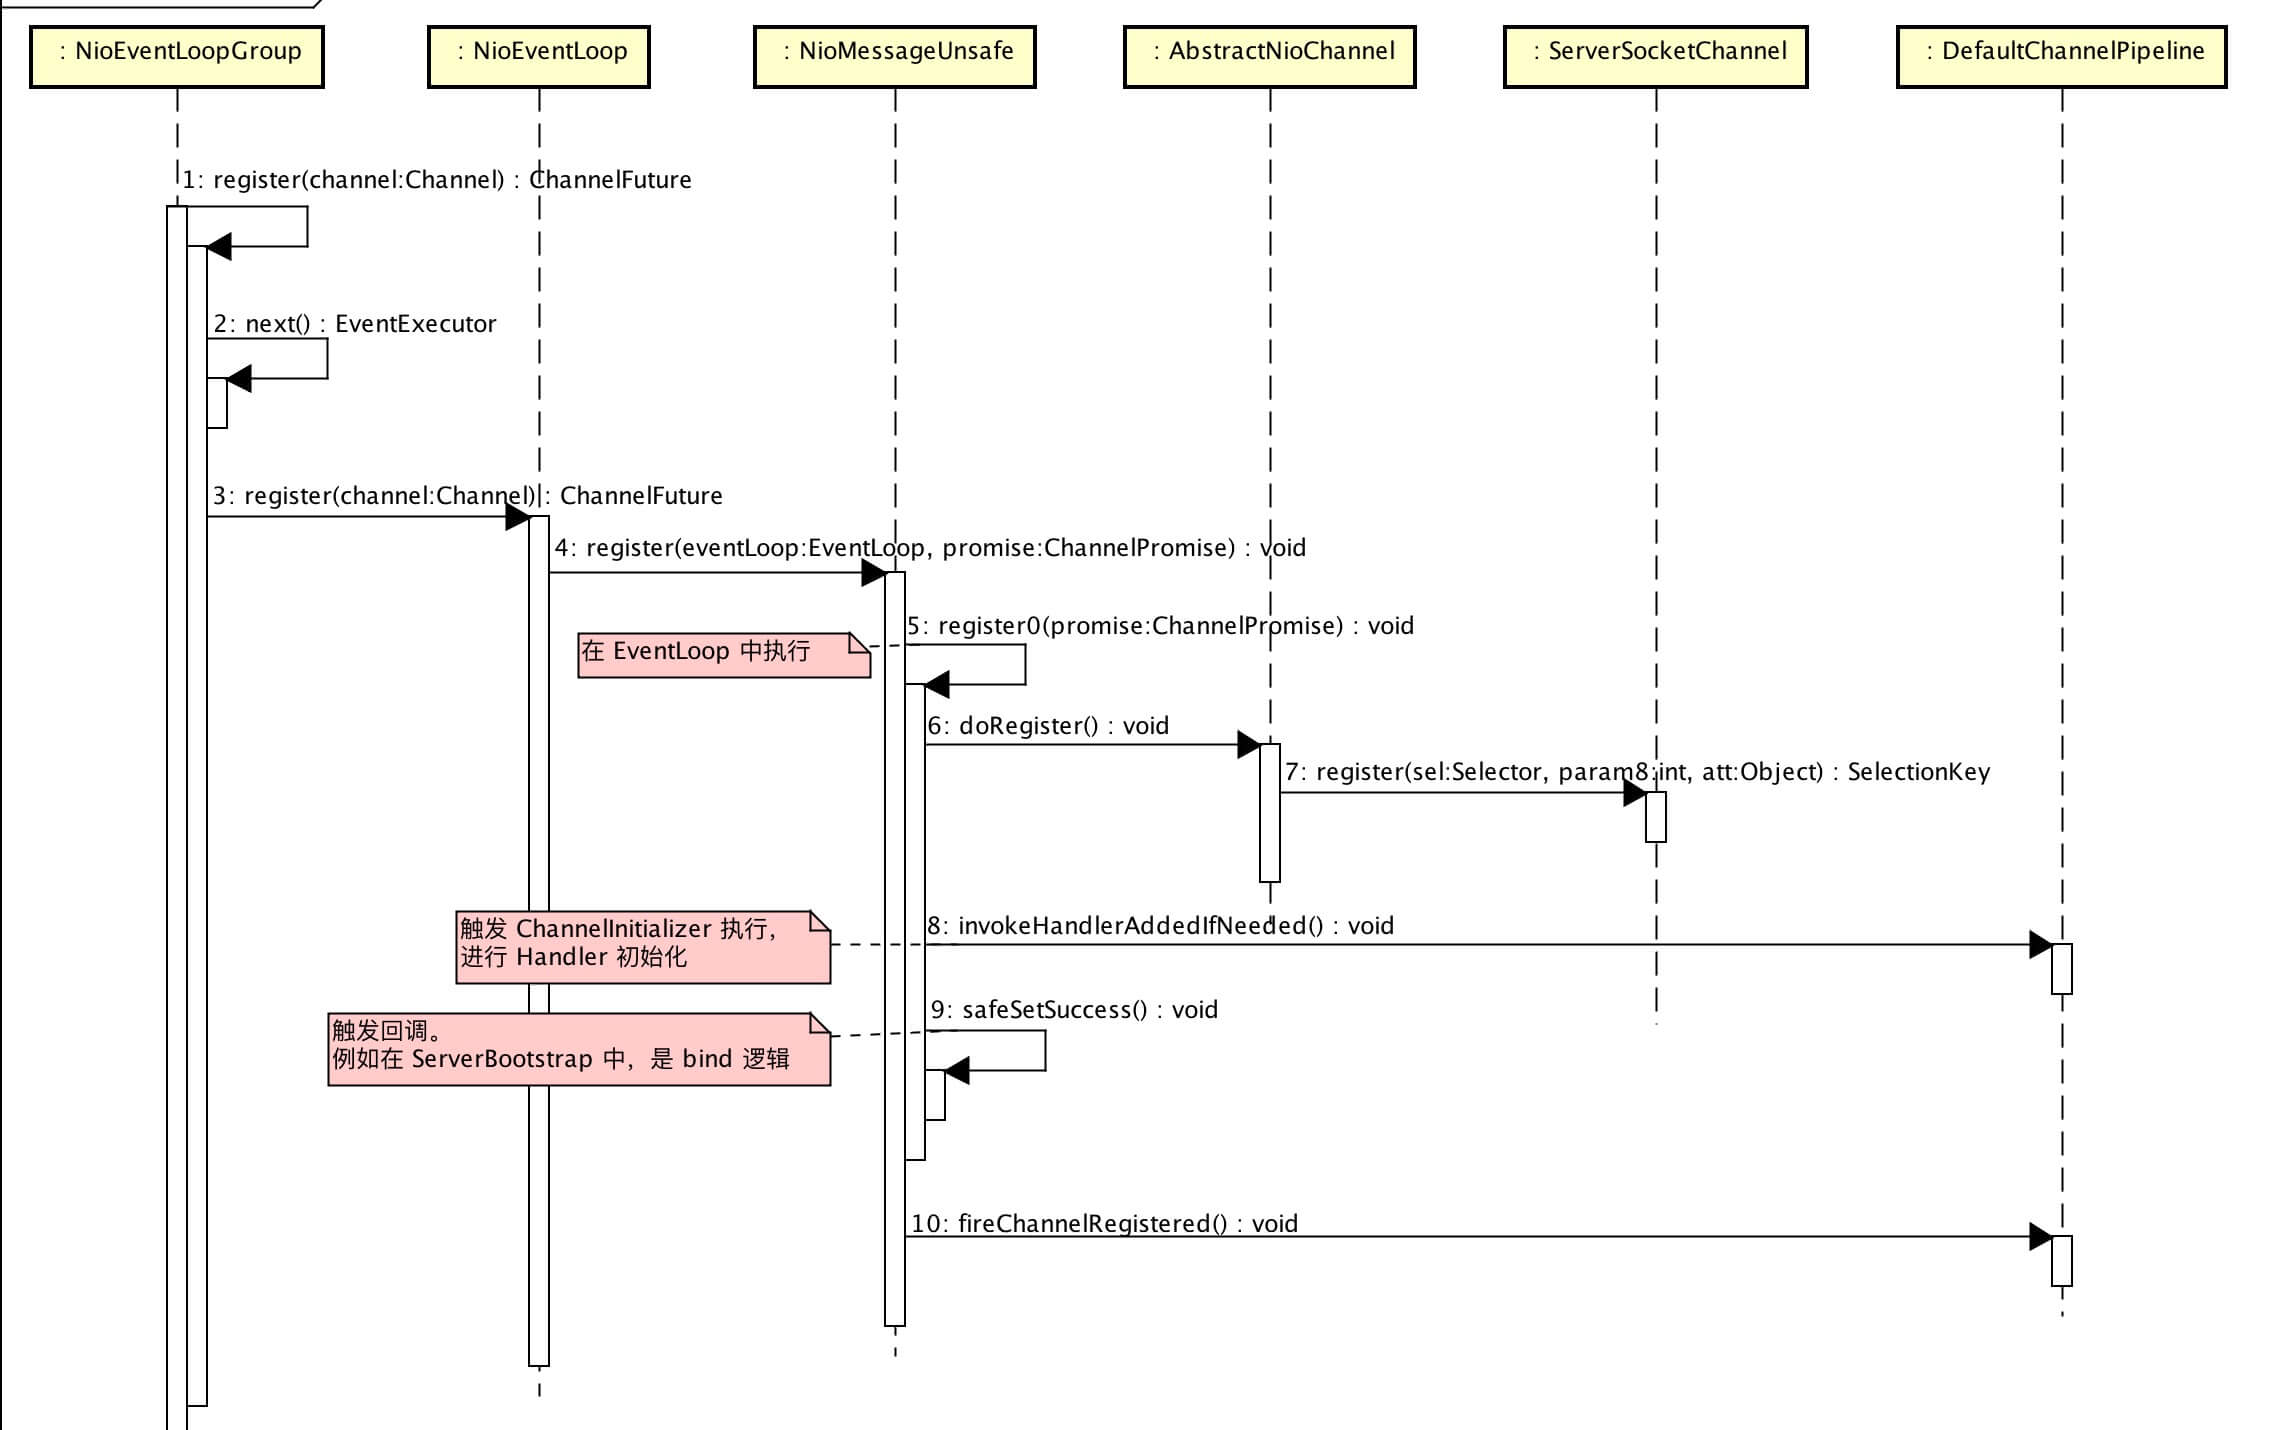 : NioEventLoopGroup
: NioEventLoop
: NioMessageUnsafe
: AbstractNioChannel
: ServerSocketChannel
: DefaultChannelPipeline
1: register(channel:Channel) : ChannelFuture
2: next() : EventExecutor
3: register(channel:Channel) : ChannelFuture
4: register(eventLoop:EventLoop, promise:ChannelPromise) : void
5: register0(promise:ChannelPromise) : void
在 EventLoop 中执行
6: doRegister() : void
7: register(sel:Selector, param8:int, att:Object) : SelectionKey
8: invokeHandlerAddedIfNeeded() : void
触发 ChannelInitializer 执行，
进行 Handler 初始化
9: safeSetSuccess() : void
触发回调。
例如在 ServerBootstrap 中，是 bind 逻辑
10: fireChannelRegistered() : void